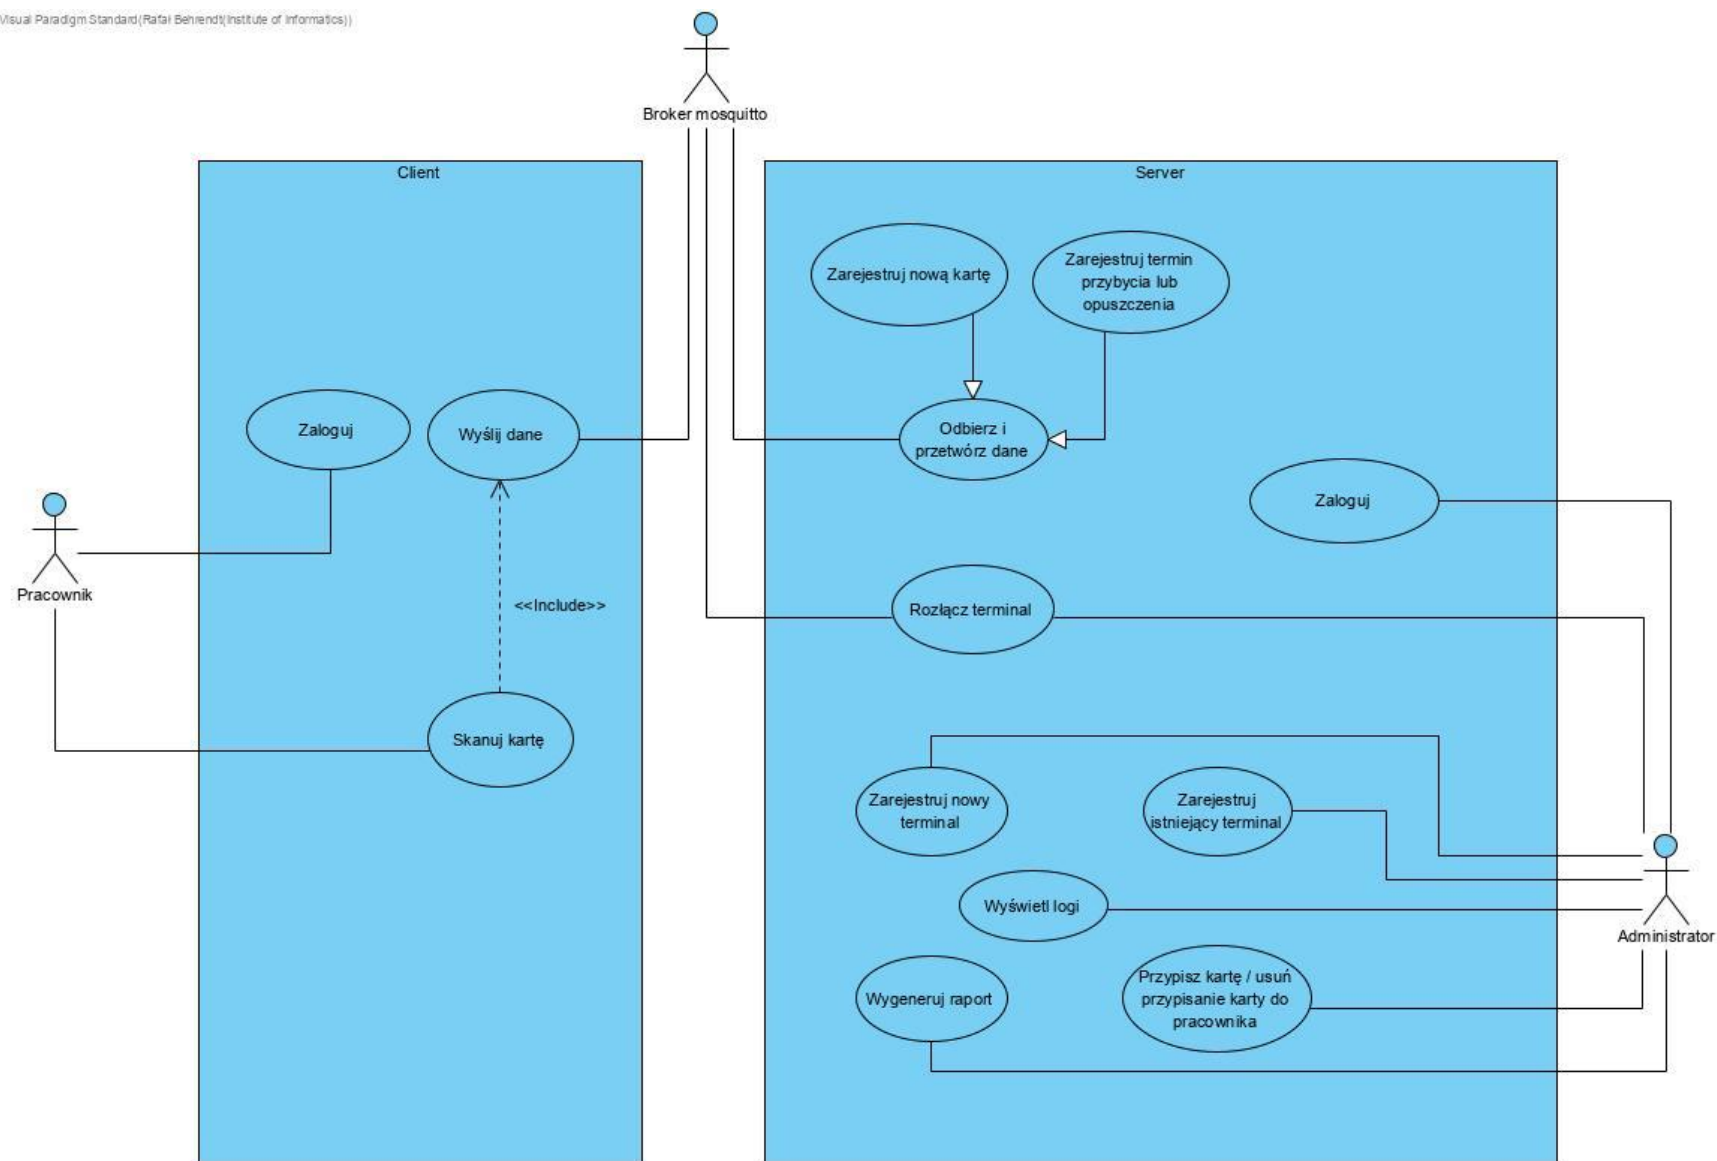 Visual Paradigm Standard(Rafał Behrendt(Institute of Informatics))
Broker mosquitto
Client
Server
Zarejestruj nową kartę
Zarejestruj termin
przybycia lub
opuszczenia
Zaloguj
Wyślij dane
Odbierz i
przetwórz dane
Zaloguj
Pracownik
<<Include>>
Rozłącz terminal
Skanuj kartę
Zarejestruj nowy
terminal
Zarejestruj
istniejący terminal
Wyświetl logi
Administrator
Wygeneruj raport
Przypisz kartę / usuń
przypisanie karty do
pracownika